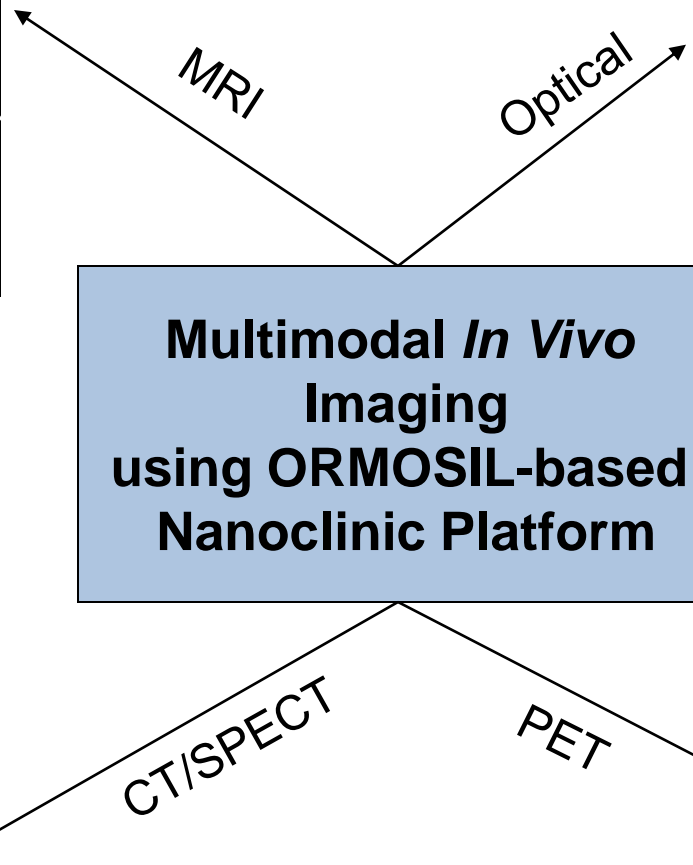 MRI
Optical
Multimodal In Vivo
Imaging
using ORMOSIL-based
Nanoclinic Platform
CT/SPECT
PET